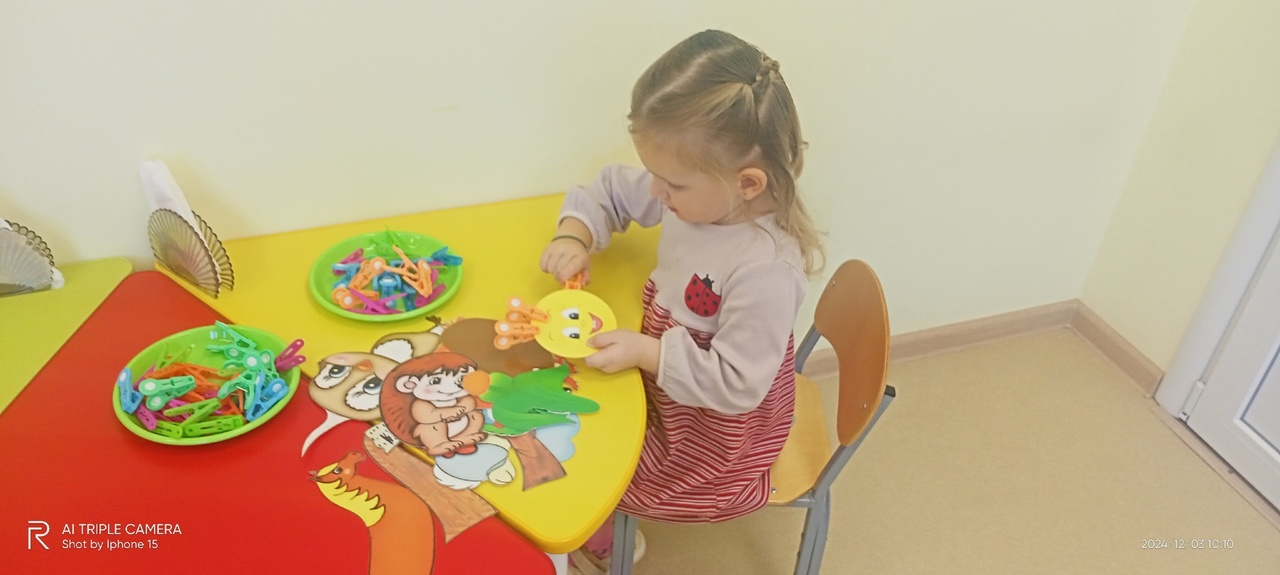 AI TRIPLE CAMERA
Shot by Iphone 15
2024.12.03 10:10